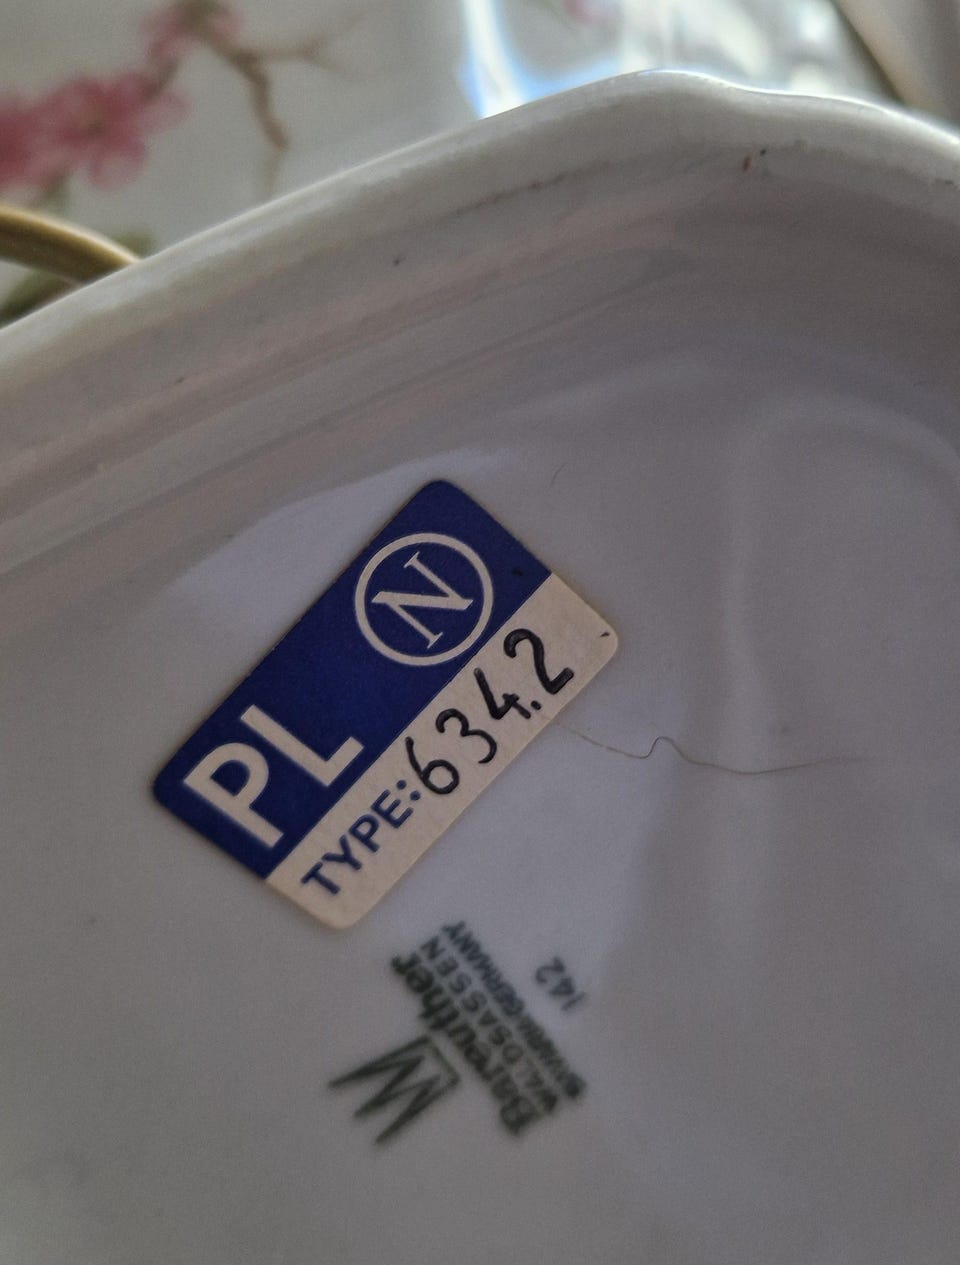 N
PL
TYPE: 634.2
Bareuther
WALDSASSEN
BAVARIA GERMANY
142